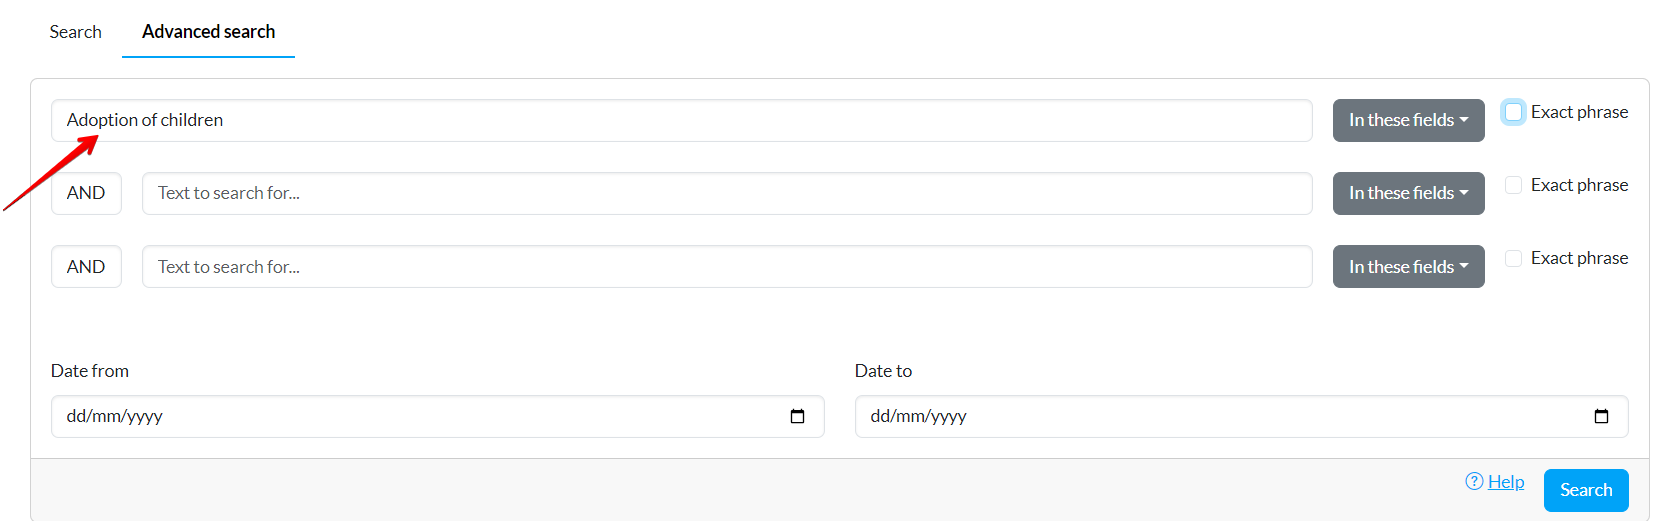 Search Advanced search
Adoption of children In these fields Exact phrase
AND Text to search for... In these fields Exact phrase
AND Text to search for... In these fields Exact phrase
Date from Date to
dd/mm/yyyy dd/mm/yyyy
? Help Search